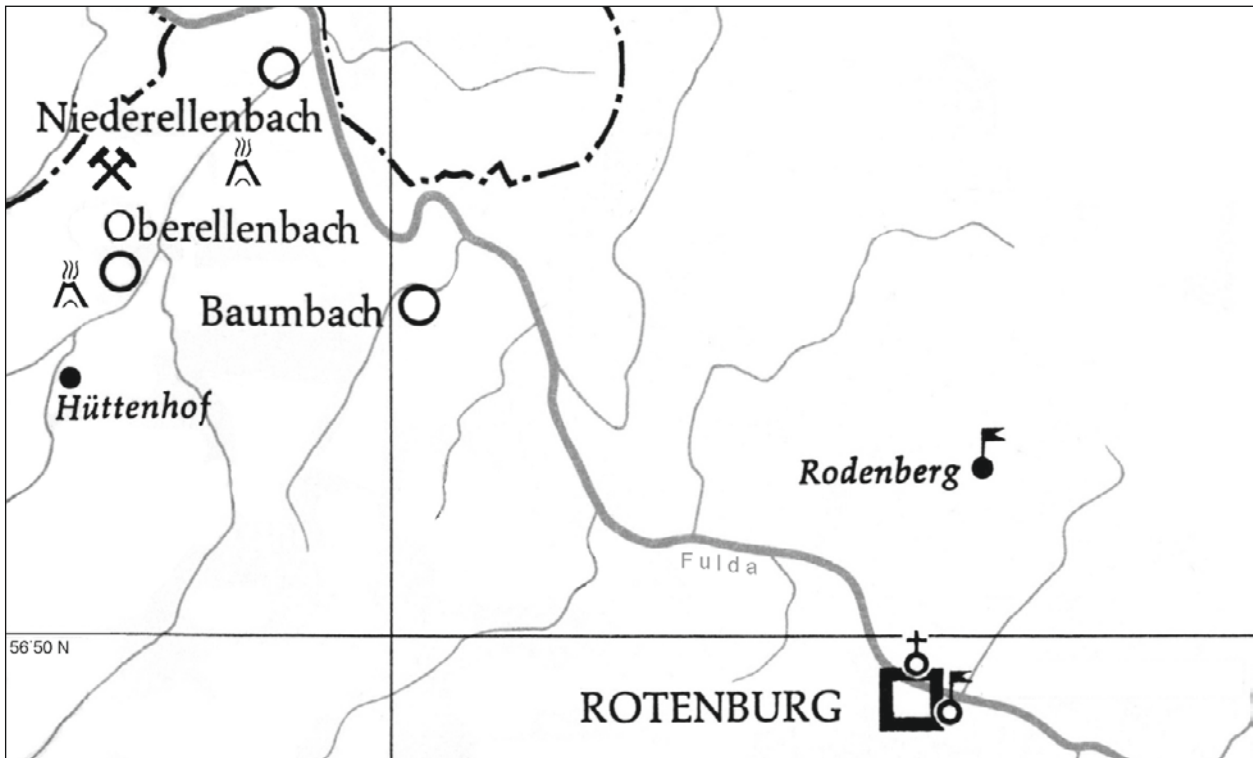 Niederellenbach
Oberellenbach
Baumbach
Hüttenhof
Rodenberg
Fulda
56'50 N
ROTENBURG